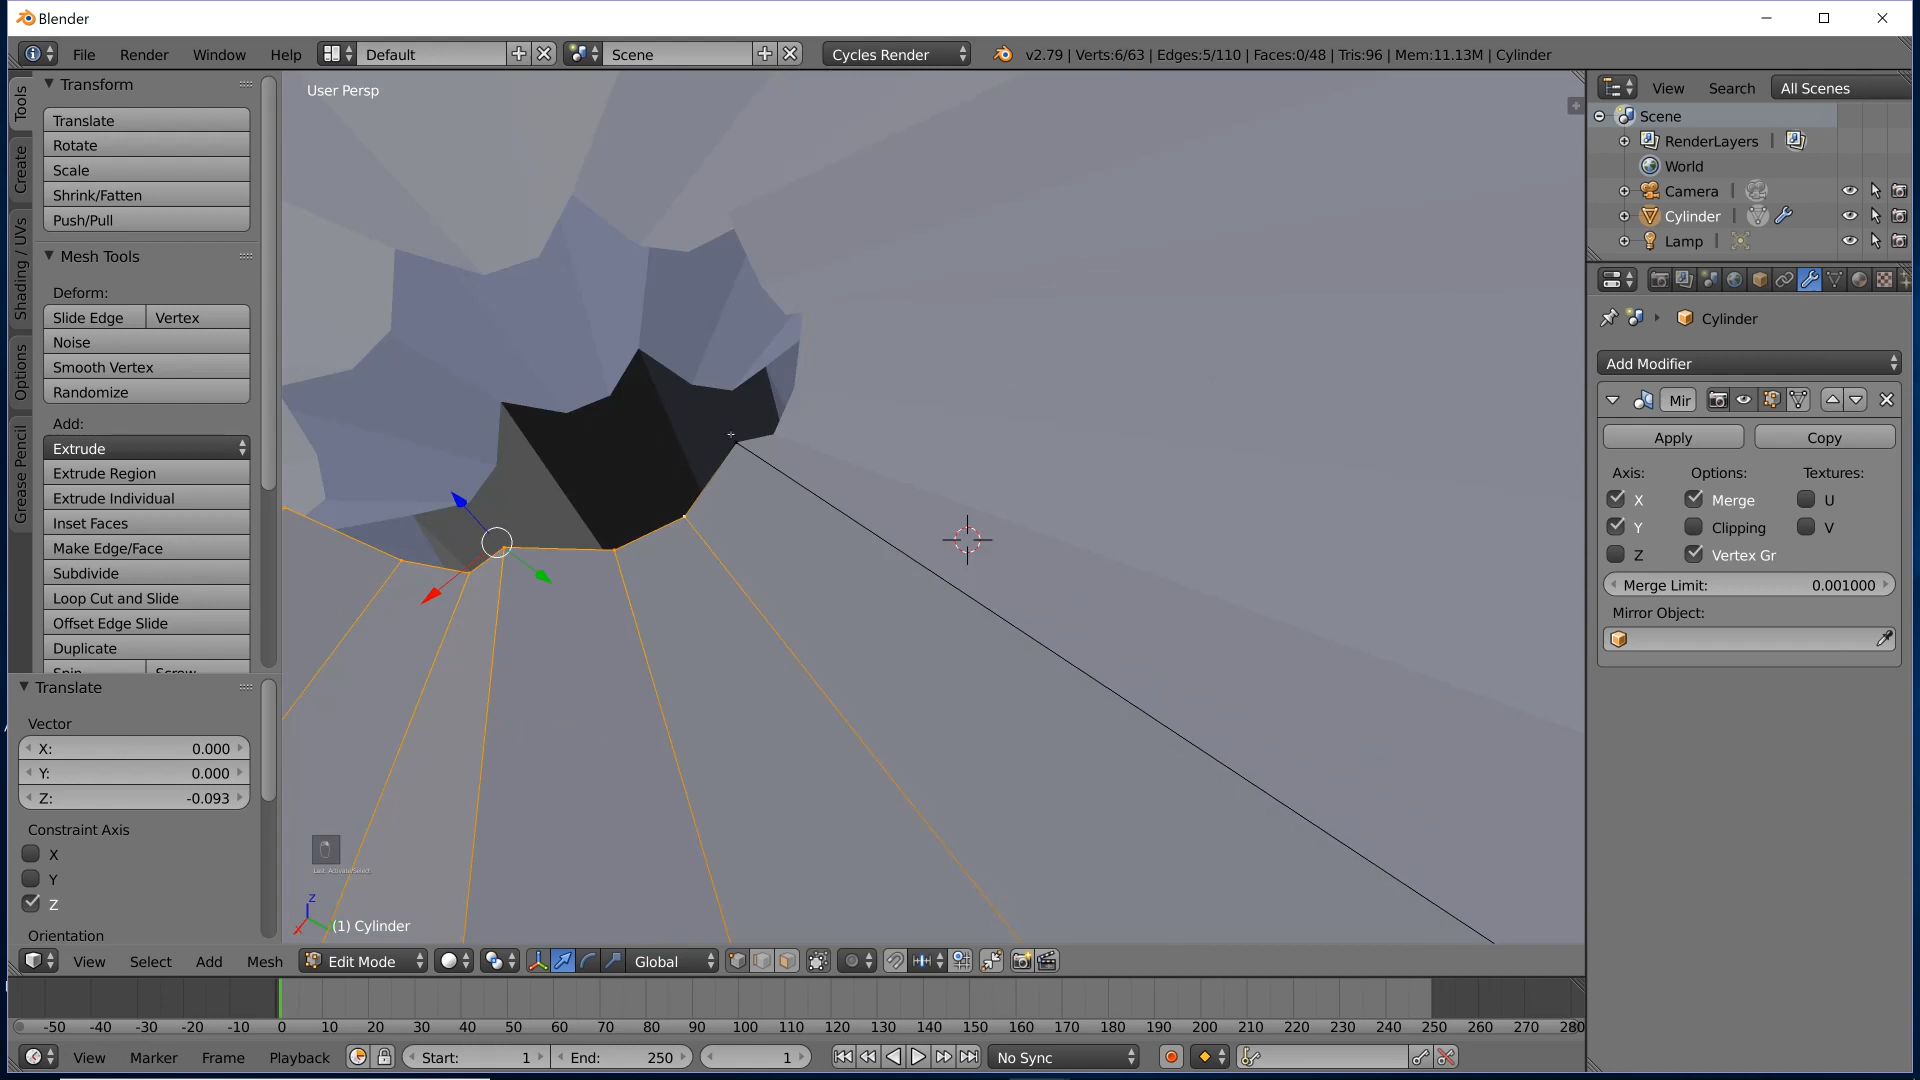 Blender
File Render Window Help Default Scene Cycles Render v2.79 | Verts:6/63 | Edges:5/110 | Faces:0/48 | Tris:96 | Mem:11.13M | Cylinder
Tools
Create
Shading / UVs
Options
Grease Pencil
Transform
Translate
Rotate
Scale
Shrink/Fatten
Push/Pull
Mesh Tools
Deform:
Slide Edge Vertex
Noise
Smooth Vertex
Randomize
Add:
Extrude
Extrude Region
Extrude Individual
Inset Faces
Make Edge/Face
Subdivide
Loop Cut and Slide
Offset Edge Slide
Duplicate
Spin Screw
Translate
Vector
X: 0.000
Y: 0.000
Z: -0.093
Constraint Axis
X
Y
Z
Orientation
User Persp
Last: Activate/Select
z
x
(1) Cylinder
View Search All Scenes
Scene
RenderLayers |
World
Camera |
Cylinder |
Lamp |
Cylinder
Add Modifier
Mir
Apply Copy
Axis: Options: Textures:
X Merge U
Y Clipping V
Z Vertex Gr
Merge Limit: 0.001000
Mirror Object:
View Select Add Mesh Edit Mode Global
-50 -40 -30 -20 -10 0 10 20 30 40 50 60 70 80 90 100 110 120 130 140 150 160 170 180 190 200 210 220 230 240 250 260 270 280
View Marker Frame Playback Start: 1 End: 250 1 No Sync